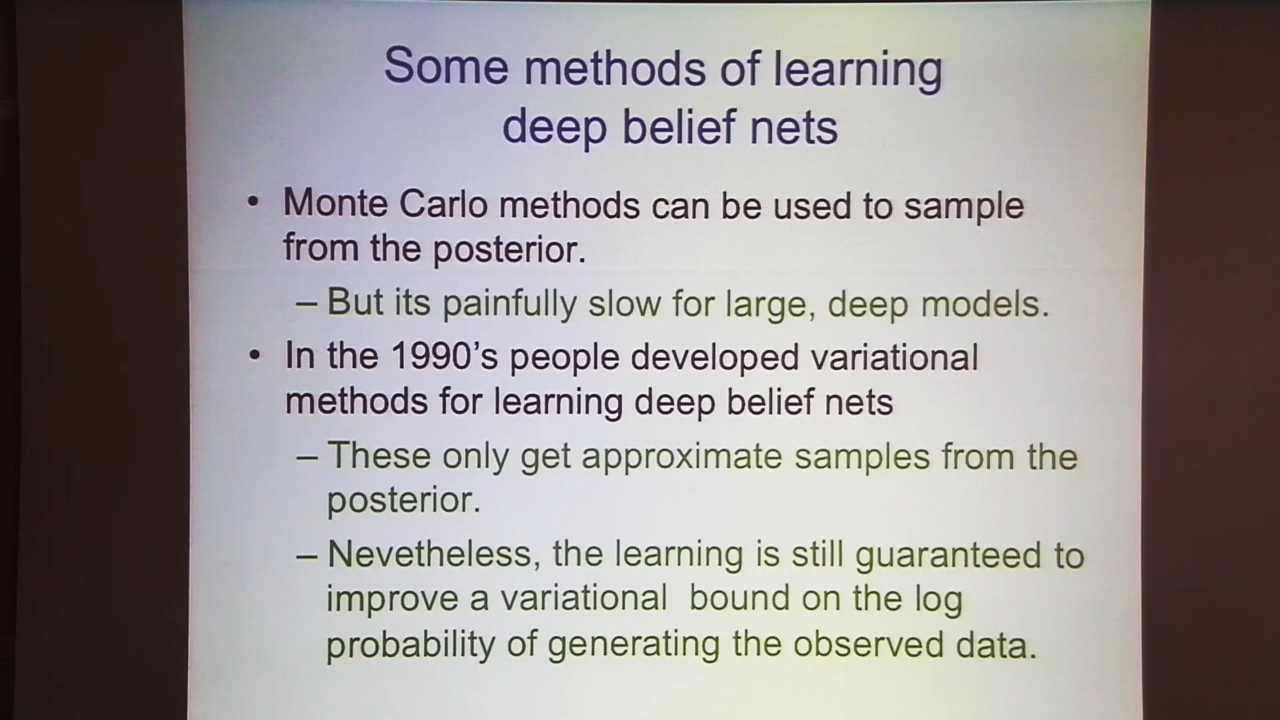 Some methods of learning
deep belief nets
• Monte Carlo methods can be used to sample
from the posterior.
– But its painfully slow for large, deep models.
• In the 1990’s people developed variational
methods for learning deep belief nets
– These only get approximate samples from the
posterior.
– Nevetheless, the learning is still guaranteed to
improve a variational bound on the log
probability of generating the observed data.